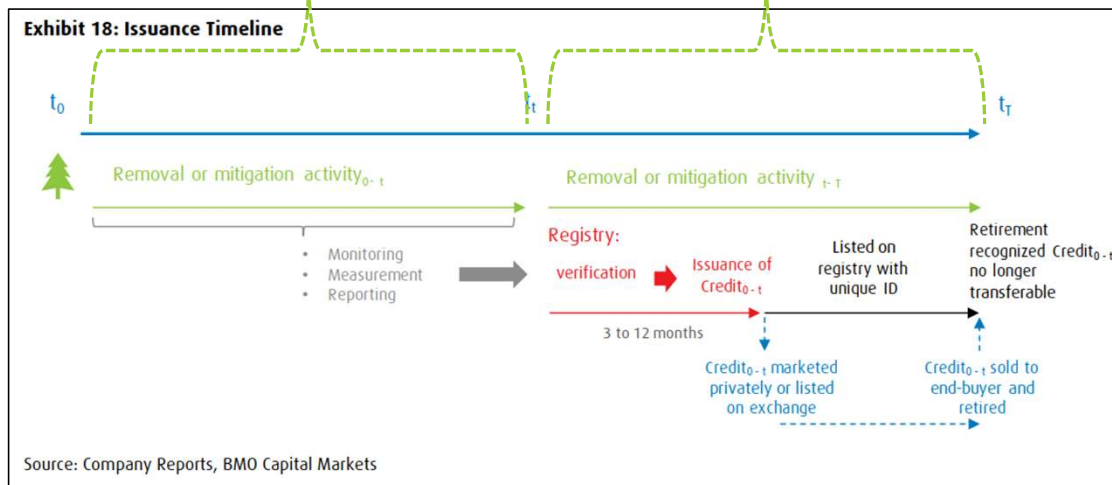 Exhibit 18: Issuance Timeline
t₀ tₜ t_T
Removal or mitigation activity₀₋ₜ Removal or mitigation activity ₜ₋T
• Monitoring
• Measurement
• Reporting
Registry:
verification
Issuance of
Credit₀₋ₜ
3 to 12 months
Listed on
registry with
unique ID
Retirement
recognized Credit₀₋ₜ
no longer
transferable
Credit₀₋ₜ marketed
privately or listed
on exchange
Credit₀₋ₜ sold to
end-buyer and
retired
Source: Company Reports, BMO Capital Markets